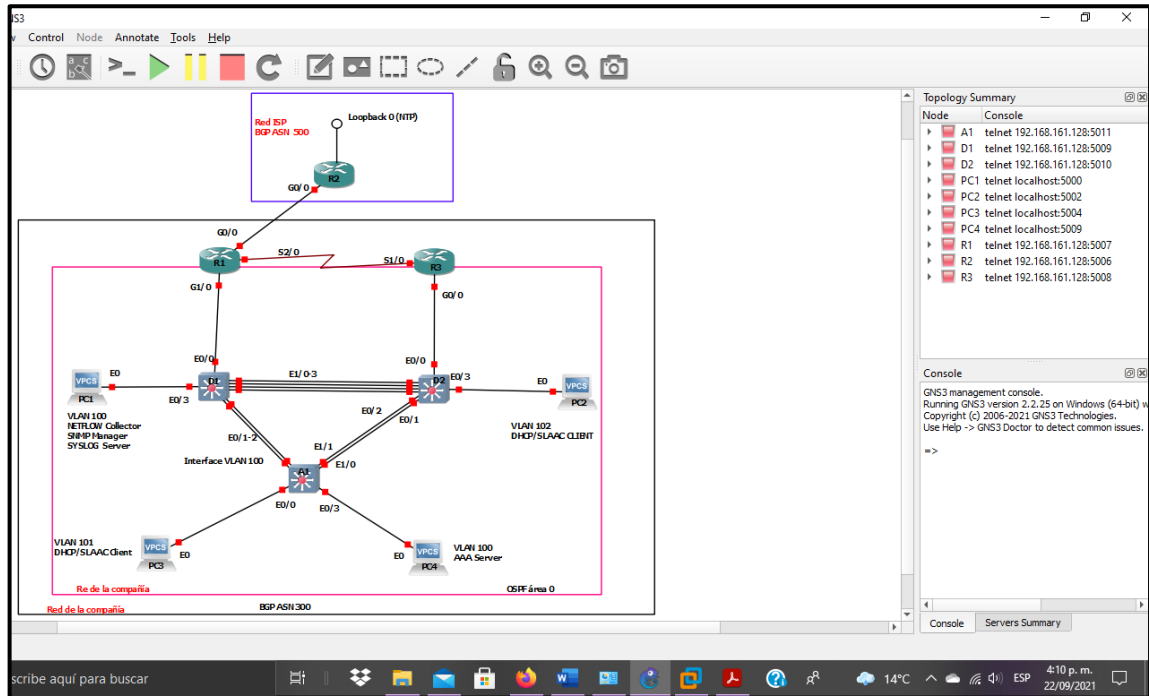 NS3
Control Node Annotate Tools Help
Topology Summary
Node Console
A1 telnet 192.168.161.128:5011
D1 telnet 192.168.161.128:5009
D2 telnet 192.168.161.128:5010
PC1 telnet localhost:5000
PC2 telnet localhost:5002
PC3 telnet localhost:5004
PC4 telnet localhost:5009
R1 telnet 192.168.161.128:5007
R2 telnet 192.168.161.128:5006
R3 telnet 192.168.161.128:5008
Red ISP
BGP ASN 500
Loopback 0 (NTP)
R2
G0/0
G0/0
R1
S2/0
S1/0
R3
G1/0
G0/0
E0/0
E0/0
PC1
VPCS
E0
E0/3
D1
E1/0-3
D2
E0/3
E0
VPCS
PC2
VLAN 100
NETFLOW Collector
SNMP Manager
SYSLOG Server
VLAN 102
DHCP/SLAAC CLIENT
E0/2
E0/1
E0/1-2
E1/1
E1/0
Interface VLAN 100
A1
E0/0
E0/3
VLAN 101
DHCP/SLAAC Client
VPCS
E0
PC3
E0
VPCS
PC4
VLAN 100
AAA Server
Re de la compañía
OSPF área 0
Red de la compañía
BGP ASN 300
Console
GNS3 management console.
Running GNS3 version 2.2.25 on Windows (64-bit) w
Copyright (c) 2006-2021 GNS3 Technologies.
Use Help -> GNS3 Doctor to detect common issues.
=>
Console Servers Summary
scribe aquí para buscar
14°C
ESP
4:10 p. m.
22/09/2021